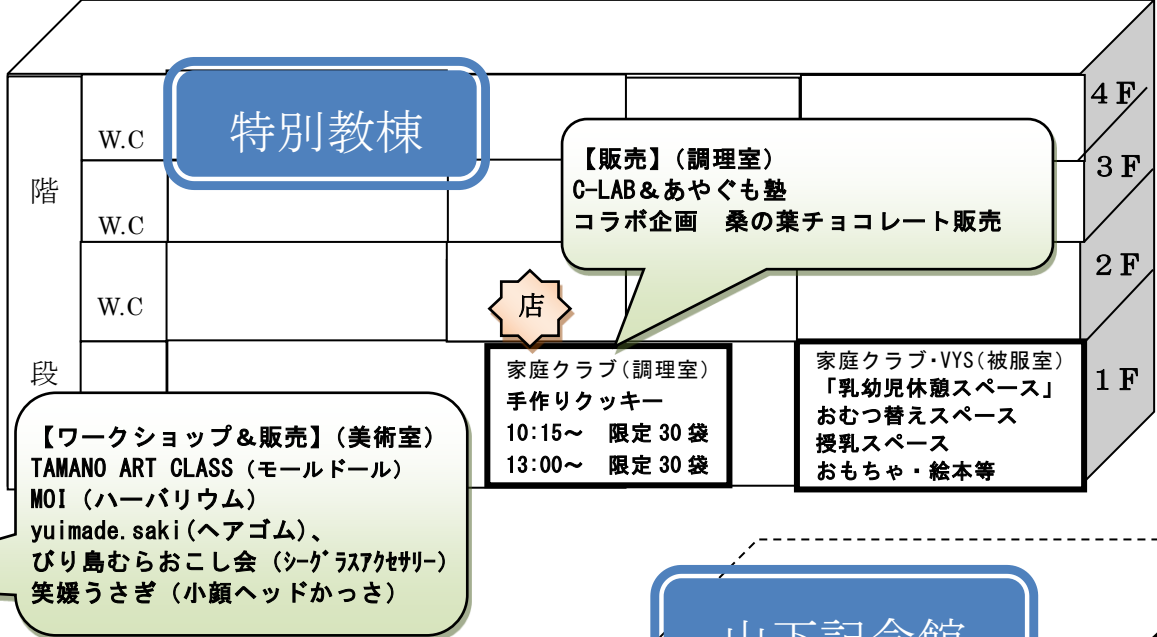 特別教棟
4F
3F
2F
1F
階
段
W.C
W.C
W.C
【販売】(調理室)
C-LAB&あやぐも塾
コラボ企画　桑の葉チョコレート販売
店
家庭クラブ(調理室)
手作りクッキー
10:15～　限定30袋
13:00～　限定30袋
家庭クラブ・VYS(被服室)
「乳幼児休憩スペース」
おむつ替えスペース
授乳スペース
おもちゃ・絵本等
【ワークショップ&販売】(美術室)
TAMANO ART CLASS (モールドール)
MOI (ハーバリウム)
yuimade.saki(ヘアゴム)、
びり島むらおこし会 (ｼｰｸﾞﾗｽｱｸｾｻﾘｰ)
笑媛うさぎ (小顔ヘッドかっさ)
山下記念館